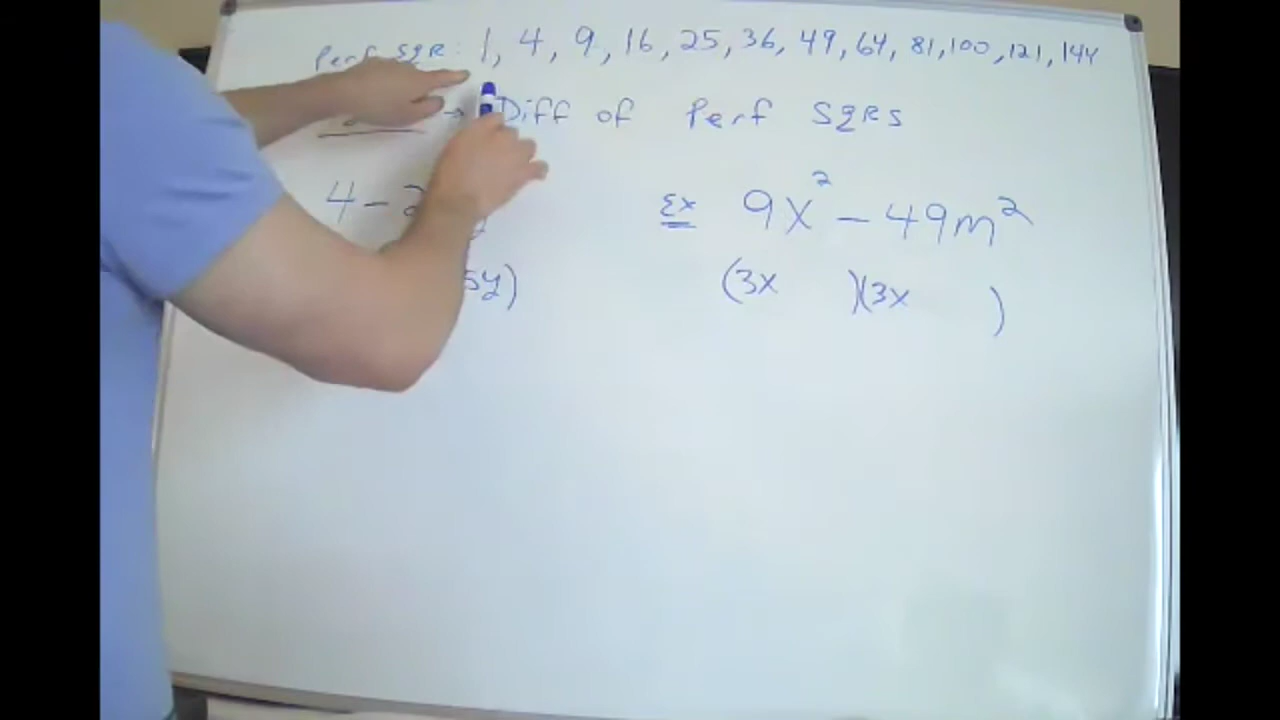 Perf SQR: 1, 4, 9, 16, 25, 36, 49, 64, 81, 100, 121, 144
→ Diff of Perf SQRS
4 - 2
Ex 9x² - 49m²
5y)
(3x )(3x )